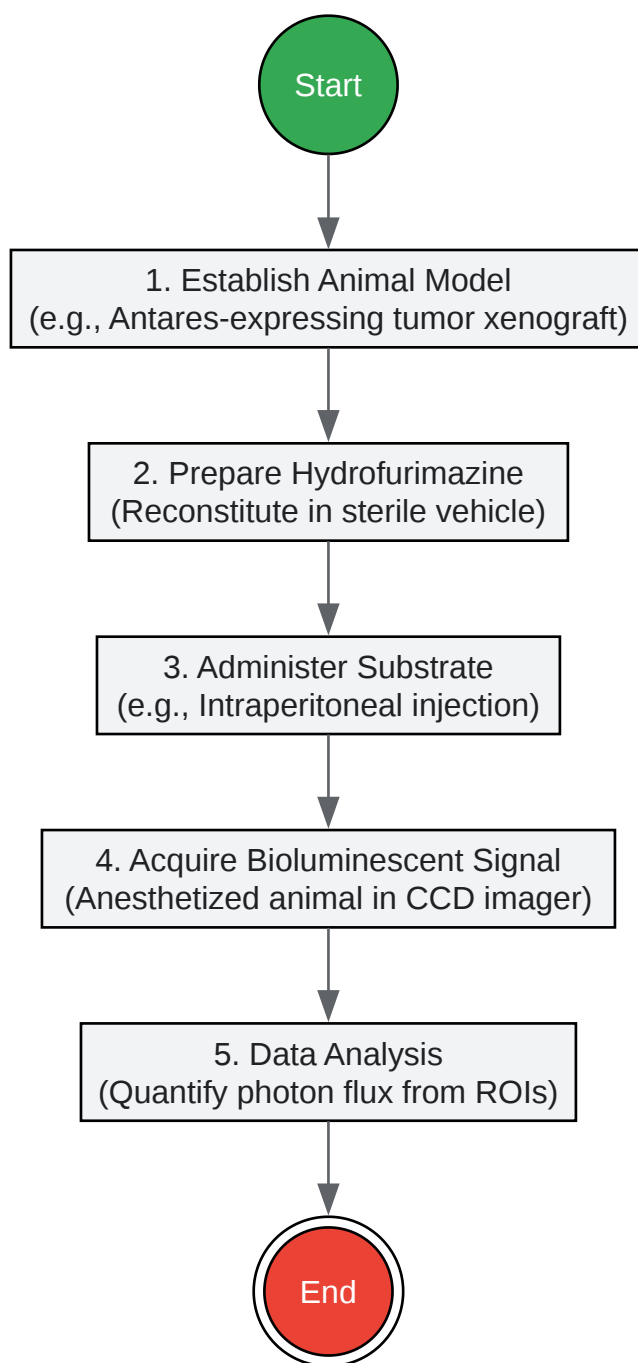 Start
1. Establish Animal Model
(e.g., Antares-expressing tumor xenograft)
2. Prepare Hydrofurimazine
(Reconstitute in sterile vehicle)
3. Administer Substrate
(e.g., Intraperitoneal injection)
4. Acquire Bioluminescent Signal
(Anesthetized animal in CCD imager)
5. Data Analysis
(Quantify photon flux from ROIs)
End